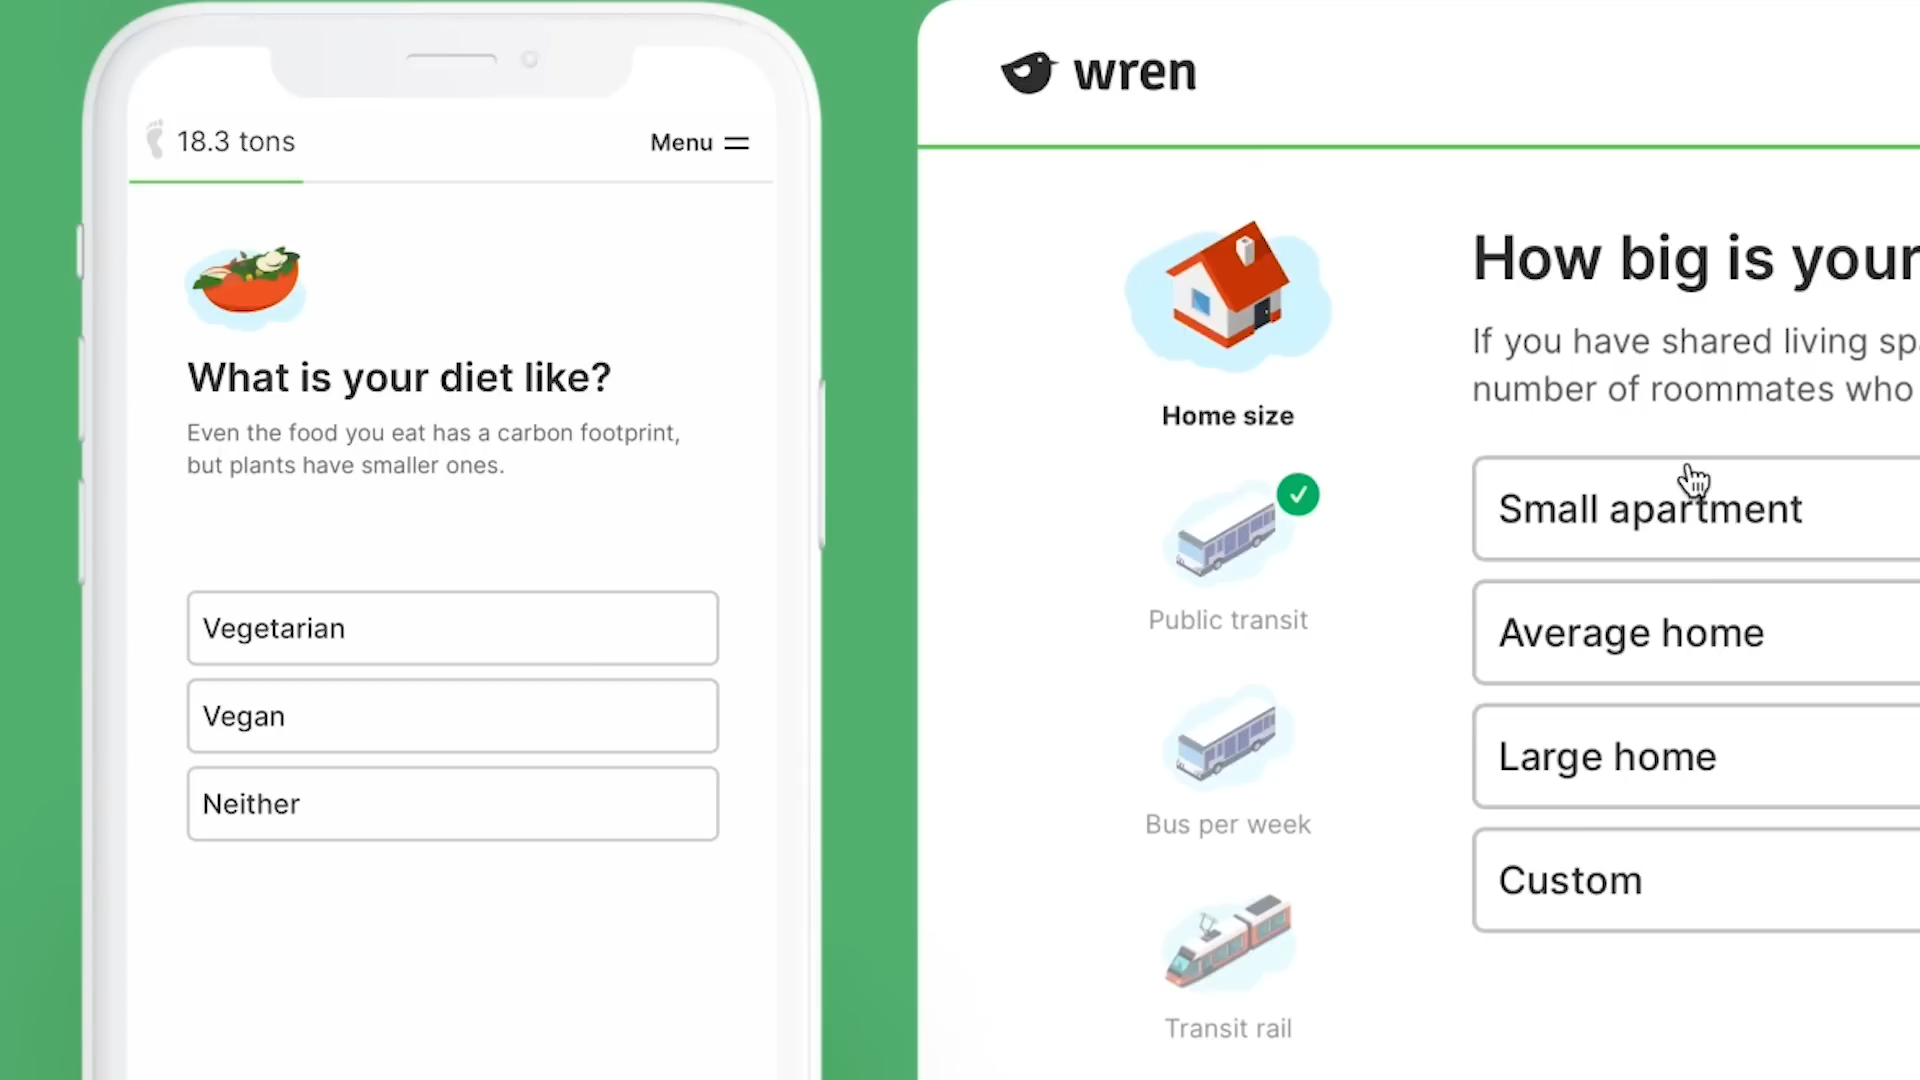 18.3 tons
Menu
What is your diet like?
Even the food you eat has a carbon footprint,
but plants have smaller ones.
Vegetarian
Vegan
Neither
wren
Home size
Public transit
Bus per week
Transit rail
How big is your
If you have shared living
number of roommates who
Small apartment
Average home
Large home
Custom